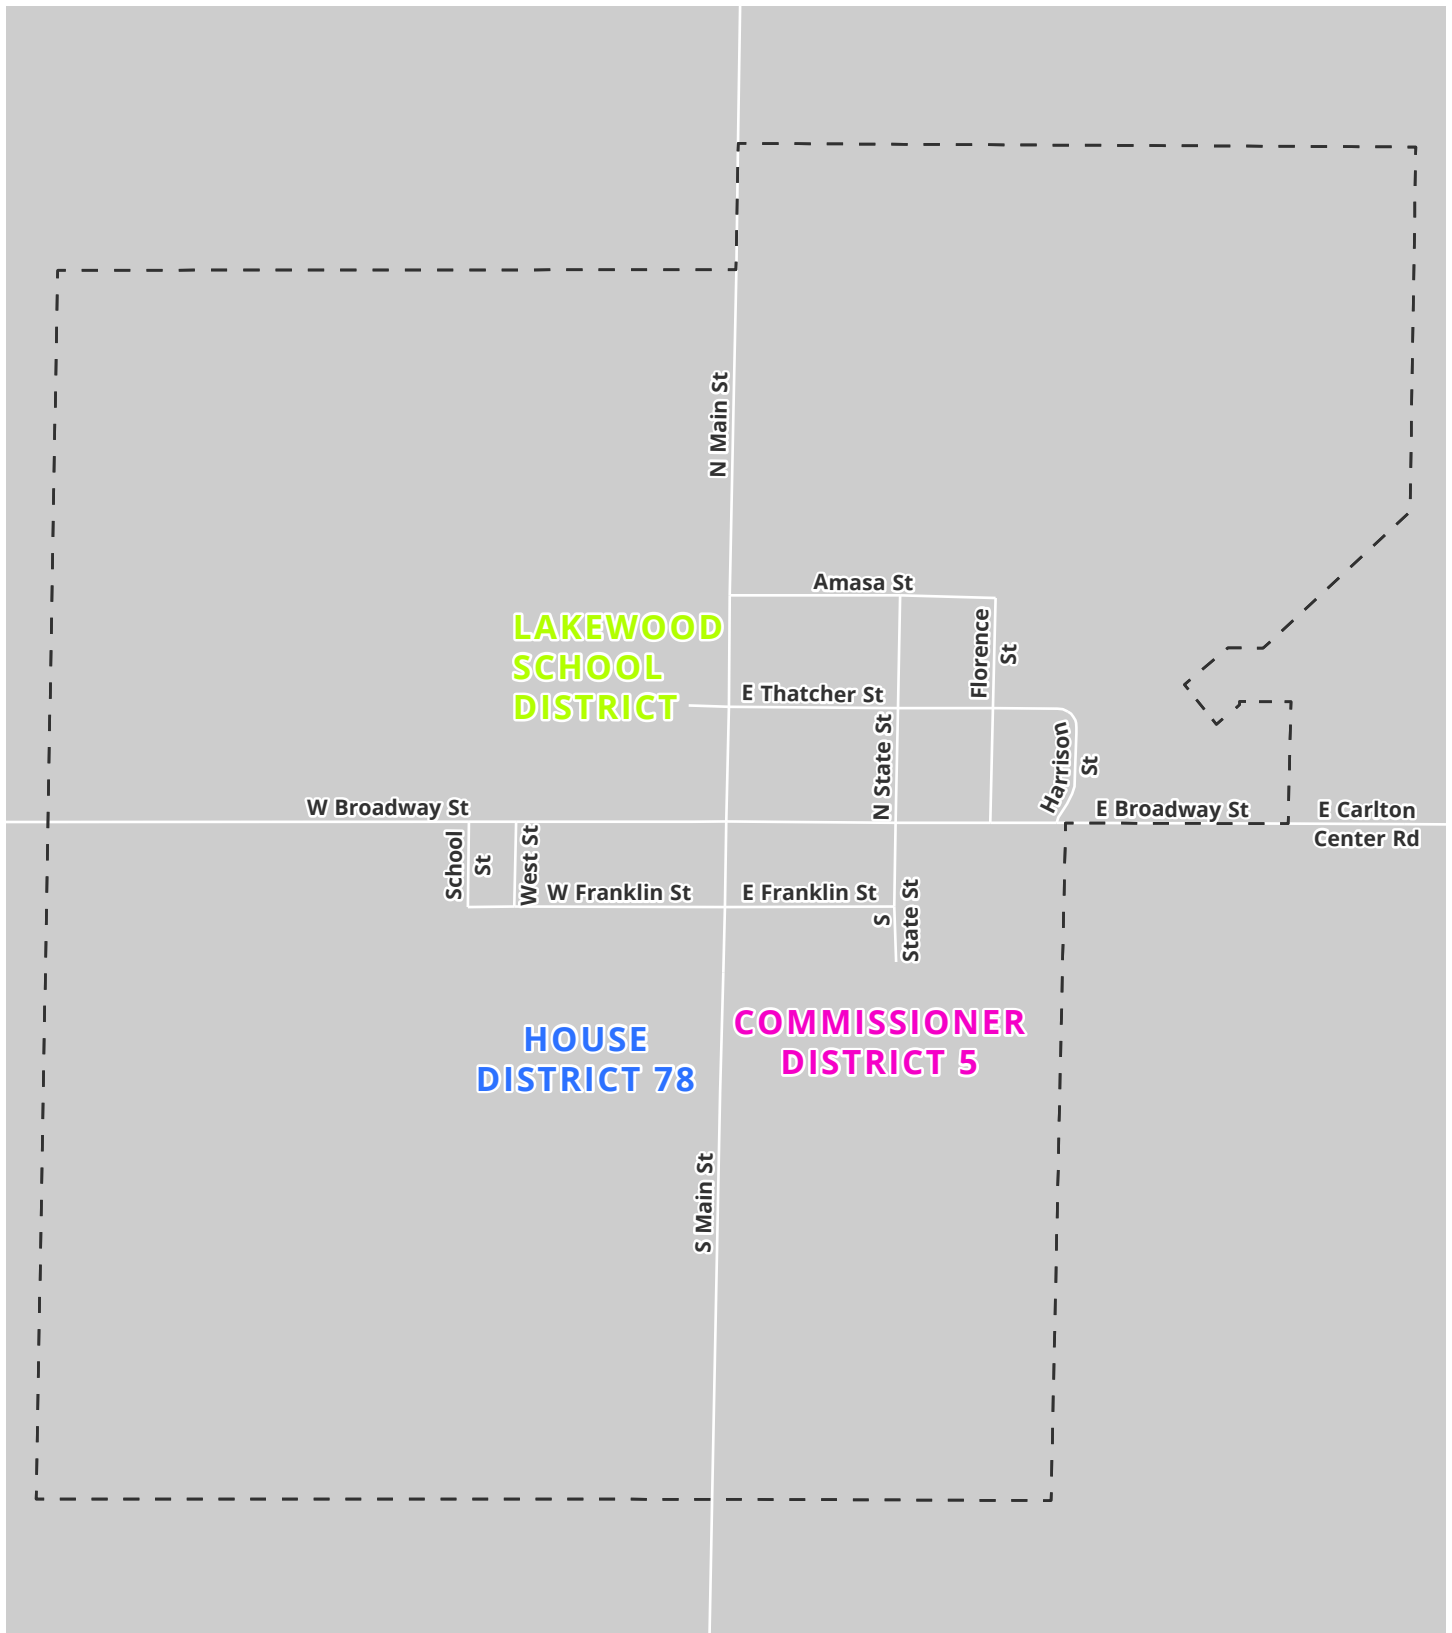 N Main St
Amasa St
LAKEWOOD
SCHOOL
DISTRICT
Florence
St
E Thatcher St
N State St
Harrison
St
W Broadway St
E Broadway St
E Carlton
Center Rd
School
St
West St
W Franklin St
E Franklin St
S
State St
HOUSE
DISTRICT 78
COMMISSIONER
DISTRICT 5
S Main St